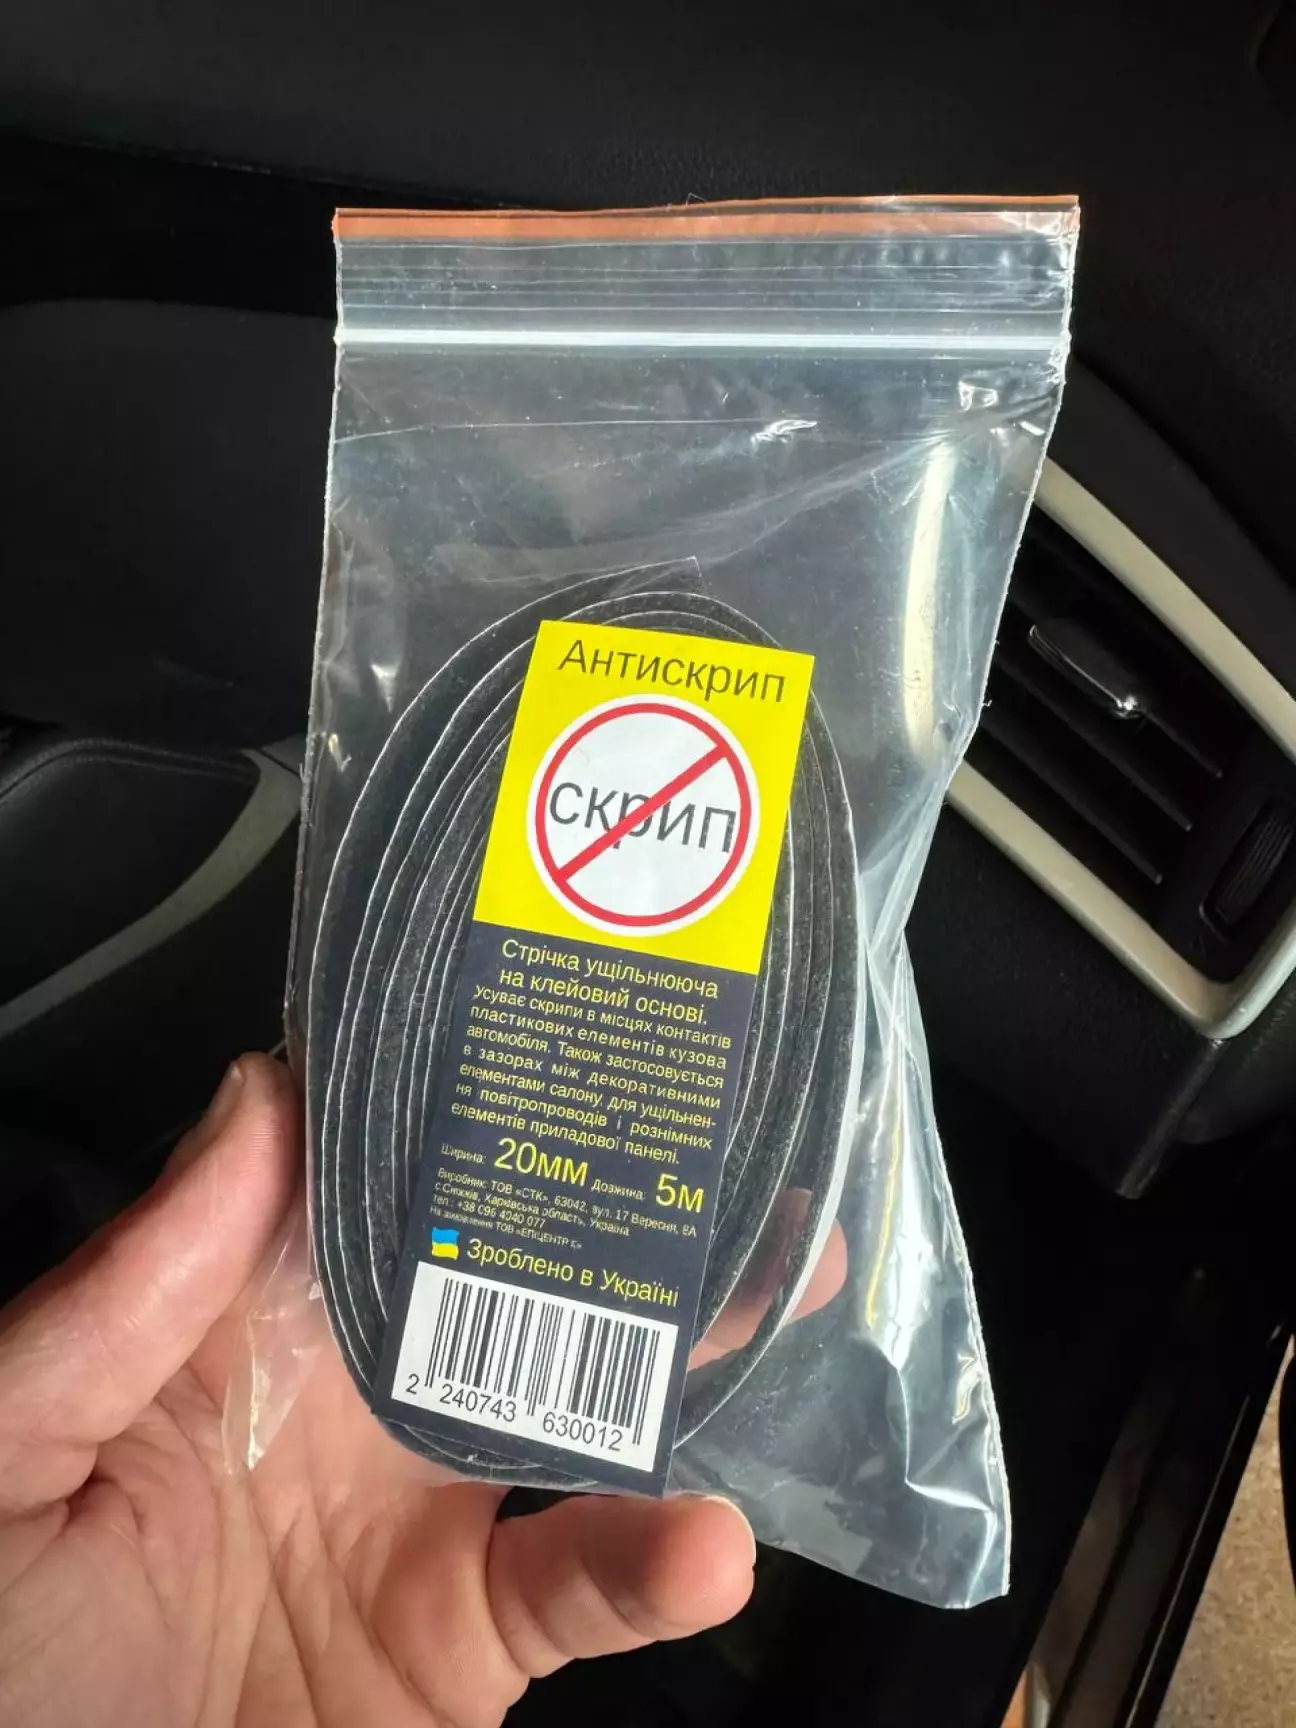 Антискрип
скрип
Стрічка ущільнююча
на клейовий основі.
Усуває скрипи в місцях контактів
пластикових елементів кузова
автомобіля. Також застосовується
в зазорах між декоративними
елементами салону, для ущільнен-
ня повітропроводів і рознімних
елементів приладової панелі.
Ширина: 20мм Довжина: 5м
Виробник: ТОВ «СТК», 63042, вул. 17 Вересня, 8А
с Сніжків, Харківська область, Україна
тел.: +38 096 4040 077
На замовлення ТОВ «ЕПІЦЕНТР К»
Зроблено в Україні
2 240743 630012